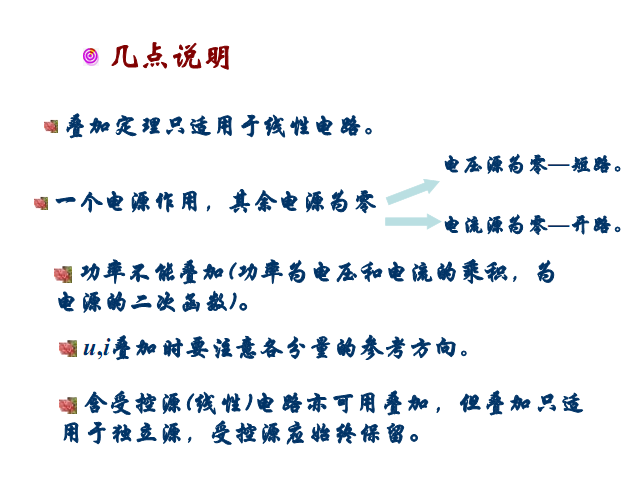 几点说明
叠加定理只适用于线性电路。
电压源为零—短路。
一个电源作用，其余电源为零
电流源为零—开路。
功率不能叠加(功率为电压和电流的乘积，为
电源的二次函数)。
u,i叠加时要注意各分量的参考方向。
含受控源(线性)电路亦可用叠加，但叠加只适
用于独立源，受控源应始终保留。